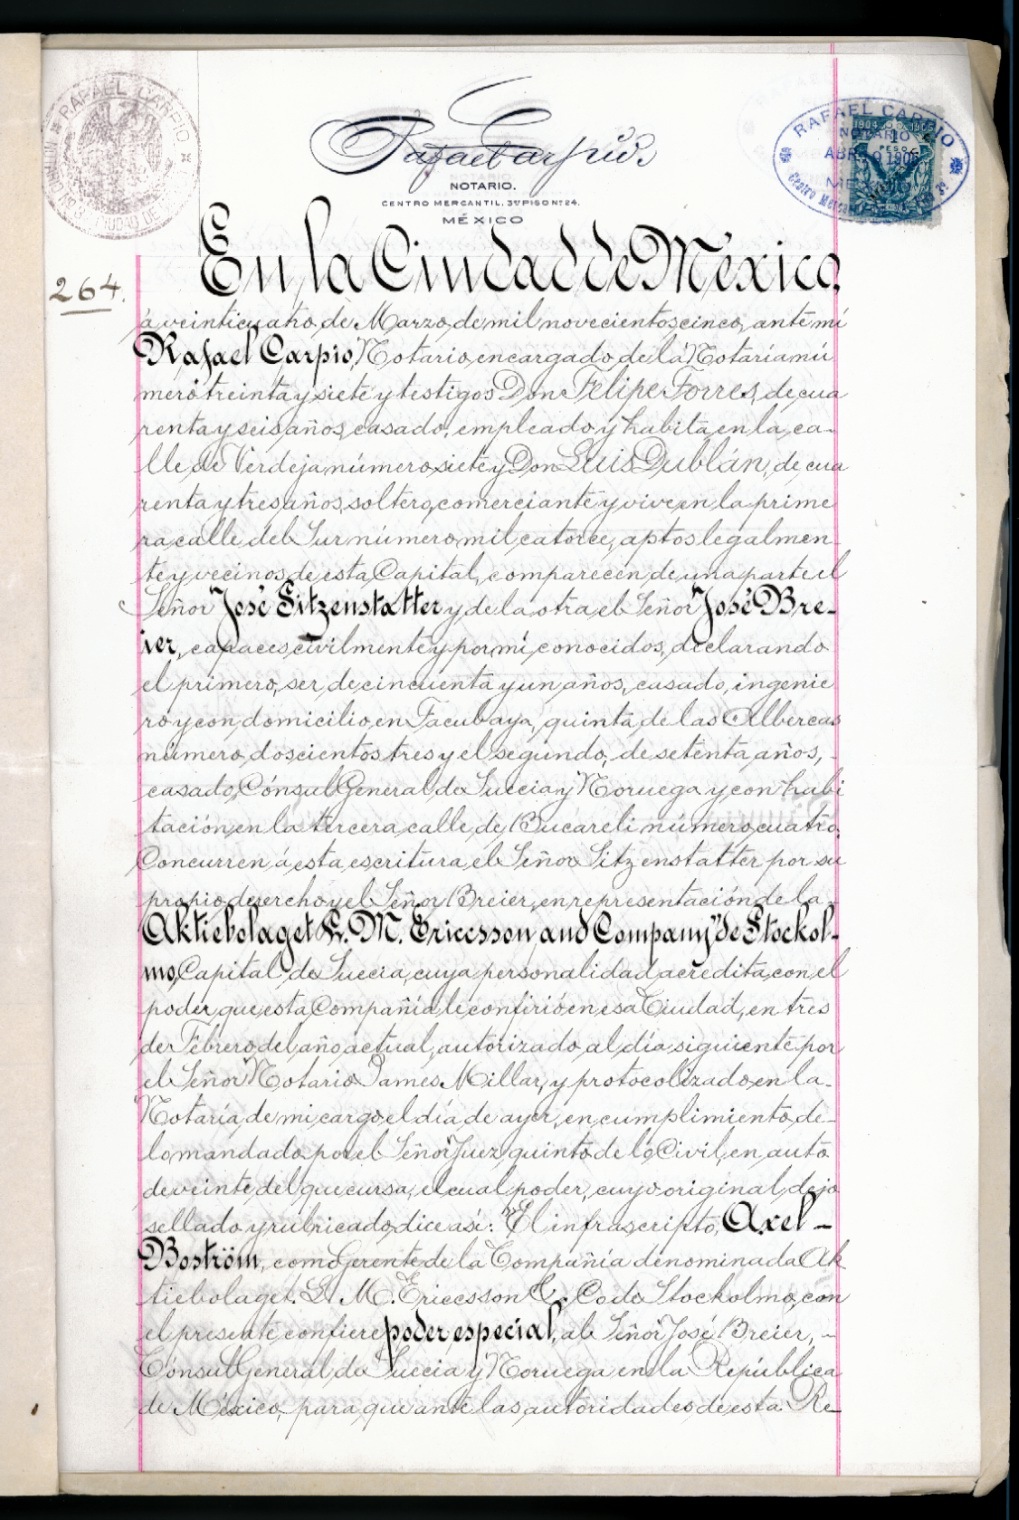 RAFAEL CARPIO
Rafael Carpio
NOTARIO.
CENTRO MERCANTIL, 3er PISO No 24.
MÉXICO
RAFAEL CARPIO
NOTARIO
1904 1905
PESO
ABR 1905
MEXICO
264.
En la Ciudad de México,
á veinticuatro de Marzo de mil novecientos cinco, ante mi
Rafael Carpio, Notario encargado de la Notaría nú
mero treinta y siete y testigos Don Felipe Torres, de cua
renta y seis años, casado, empleado y habita en la ca-
lle de Verdeja número siete y Don Luis Dublán, de cua
renta y tres años, soltero, comerciante y vive en la prime
ra calle del Sur número mil catorce, aptos legalmen-
te y vecinos de esta Capital, comparecen de una parte el
Señor José Sitzenstatter y de la otra el Señor José Bre-
ier, capaces civilmente y por mí conocidos, declarando
el primero, ser de cincuenta y un años, casado, ingenie
ro y con domicilio en Tacubaya, quinta de las Albercas
número doscientos tres y el segundo, de setenta años, -
casado, Cónsul General de Suecia y Noruega y con habi
tación en la tercera calle de Bucareli número cuatro.
Concurren á esta escritura el Señor Sitzenstatter por su
propio derecho y el Señor Breier, en representación de la
Aktiebolaget L. M. Ericcsson and Company" de Stockol-
mo, Capital de Suecia, cuya personalidad acredita con el
poder que esta Compañía le confirió en esa Ciudad, en tres
de Febrero del año actual, autorizado al día siguiente por
el Señor Notario James Millar, y protocolizado en la -
Notaría de mi cargo el día de ayer, en cumplimiento de -
lo mandado por el Señor Juez quinto de lo Civil, en auto
de veinte del que cursa, el cual poder, cuyo original dejo
sellado y rubricado, dice así: "El infrascripto, Axel -
Boström, como Gerente de la Compañía denominada Ak
tiebolaget. L. M. Ericcsson & Co de Stockolmo, con
el presente confiere poder especial, al Señor José Breier, -
Cónsul General de Suecia y Noruega en la República
de México, para que ante las autoridades de esta Re-